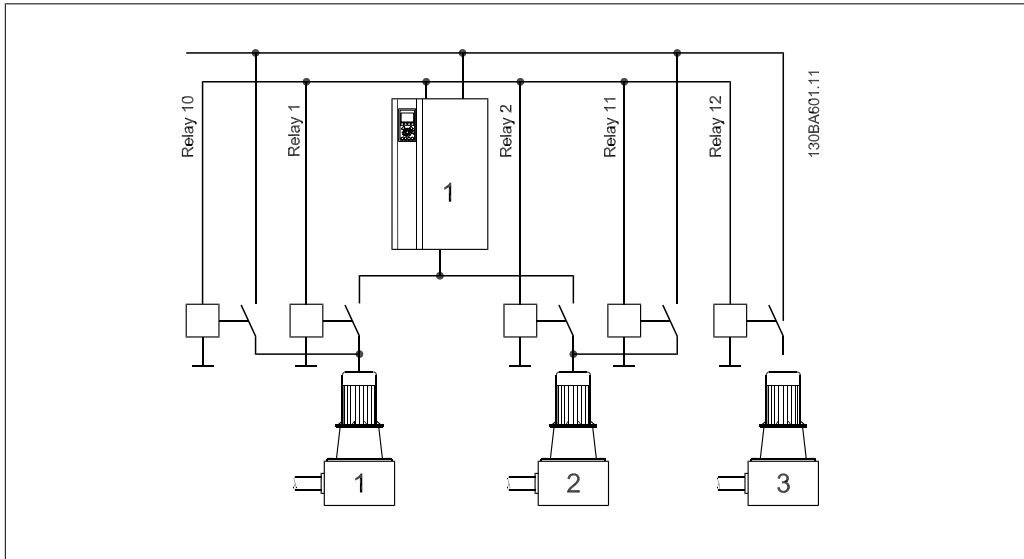 Relay 10
Relay 1
Relay 2
Relay 11
Relay 12
130BA601.11
1
1
2
3